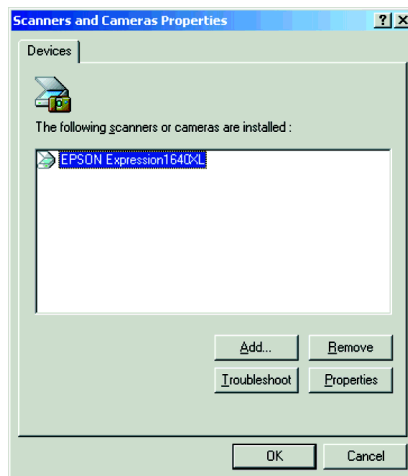 Scanners and Cameras Properties
Devices
The following scanners or cameras are installed :
EPSON Expression1640XL
Add... Remove
Troubleshoot Properties
OK Cancel